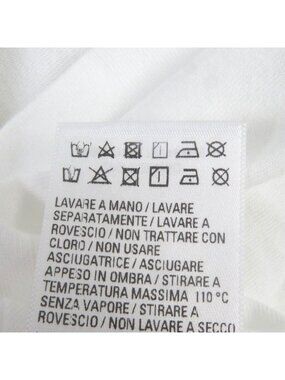 LAVARE A MANO / LAVARE
SEPARATAMENTE / LAVARE A
ROVESCIO / NON TRATTARE CON
CLORO / NON USARE
ASCIUGATRICE / ASCIUGARE
APPESO IN OMBRA / STIRARE A
TEMPERATURA MASSIMA 110 °C
SENZA VAPORE / STIRARE A
ROVESCIO / NON LAVARE A SECCO